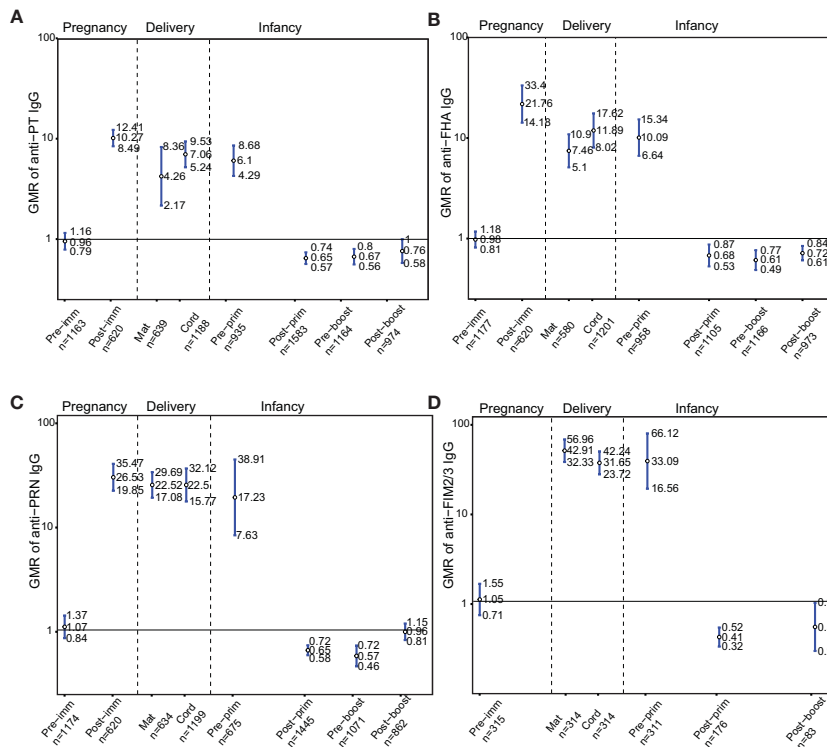 A
Pregnancy Delivery Infancy
GMR of anti−PT IgG
100
10
1
1.16
0.96
0.79
12.41
10.27
8.49
8.36
4.26
2.17
9.53
7.06
5.24
8.68
6.1
4.29
0.74
0.65
0.57
0.8
0.67
0.56
1
0.76
0.58
Pre−imm
n=1163
Post−imm
n=620
Mat
n=639
Cord
n=1188
Pre−prim
n=935
Post−prim
n=1583
Pre−boost
n=1164
Post−boost
n=974
B
Pregnancy Delivery Infancy
GMR of anti−FHA IgG
100
10
1
1.18
0.98
0.81
33.4
21.76
14.18
10.9
7.46
5.1
17.62
11.89
8.02
15.34
10.09
6.64
0.87
0.68
0.53
0.77
0.61
0.49
0.84
0.72
0.61
Pre−imm
n=1177
Post−imm
n=620
Mat
n=580
Cord
n=1201
Pre−prim
n=958
Post−prim
n=1105
Pre−boost
n=1166
Post−boost
n=973
C
Pregnancy Delivery Infancy
GMR of anti−PRN IgG
100
10
1
1.37
1.07
0.84
35.47
26.53
19.85
29.69
22.52
17.08
32.12
22.5
15.77
38.91
17.23
7.63
0.72
0.65
0.58
0.72
0.57
0.46
1.15
0.96
0.81
Pre−imm
n=1174
Post−imm
n=620
Mat
n=634
Cord
n=1199
Pre−prim
n=675
Post−prim
n=1445
Pre−boost
n=1071
Post−boost
n=862
D
Pregnancy Delivery Infancy
GMR of anti−FIM2/3 IgG
100
10
1
1.55
1.05
0.71
56.96
42.91
32.33
42.24
31.65
23.72
66.12
33.09
16.56
0.52
0.41
0.32
Pre−imm
n=315
Mat
n=314
Cord
n=314
Pre−prim
n=311
Post−prim
n=176
Post−boost
n=83